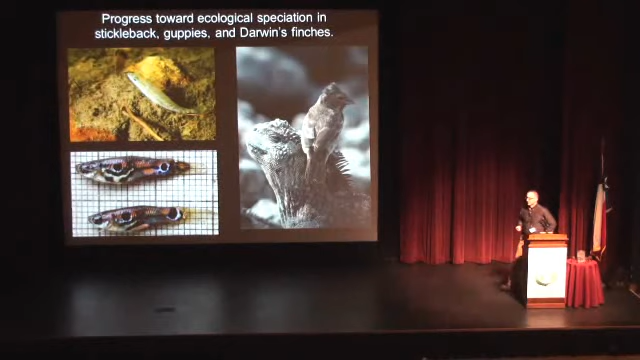 Progress toward ecological speciation in
stickleback, guppies, and Darwin's finches.